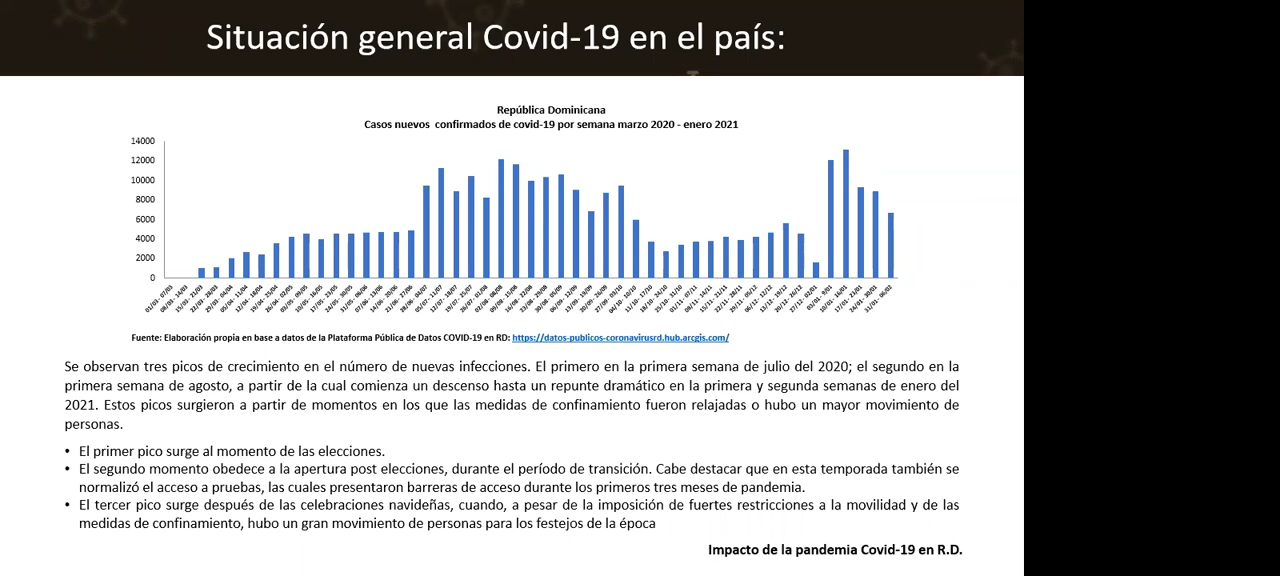 Situación general Covid-19 en el país:
República Dominicana
Casos nuevos confirmados de covid-19 por semana marzo 2020 - enero 2021
14000
12000
10000
8000
6000
4000
2000
0
Fuente: Elaboración propia en base a datos de la Plataforma Pública de Datos COVID-19 en RD: https://datos-publicos-coronavirusrd.hub.arcgis.com/
Se observan tres picos de crecimiento en el número de nuevas infecciones. El primero en la primera semana de julio del 2020; el segundo en la
primera semana de agosto, a partir de la cual comienza un descenso hasta un repunte dramático en la primera y segunda semanas de enero del
2021. Estos picos surgieron a partir de momentos en los que las medidas de confinamiento fueron relajadas o hubo un mayor movimiento de
personas.
• El primer pico surge al momento de las elecciones.
• El segundo momento obedece a la apertura post elecciones, durante el período de transición. Cabe destacar que en esta temporada también se
normalizó el acceso a pruebas, las cuales presentaron barreras de acceso durante los primeros tres meses de pandemia.
• El tercer pico surge después de las celebraciones navideñas, cuando, a pesar de la imposición de fuertes restricciones a la movilidad y de las
medidas de confinamiento, hubo un gran movimiento de personas para los festejos de la época
Impacto de la pandemia Covid-19 en R.D.